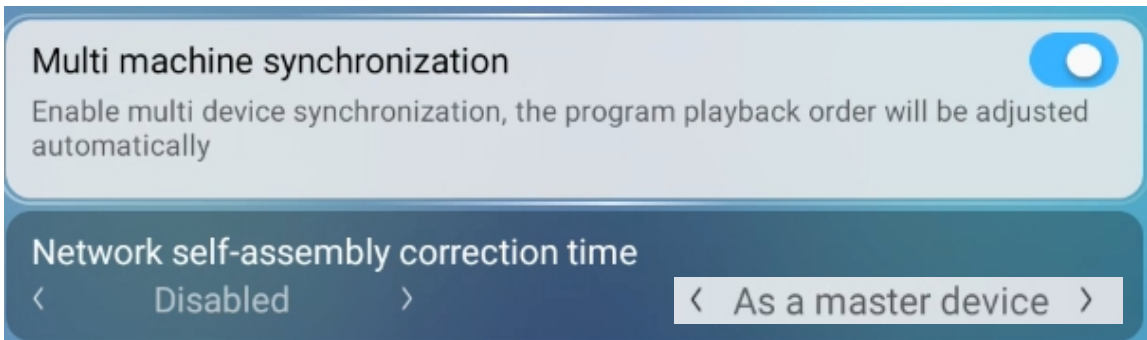 Multi machine synchronization
Enable multi device synchronization, the program playback order will be adjusted
automatically
Network self-assembly correction time
< Disabled > < As a master device >